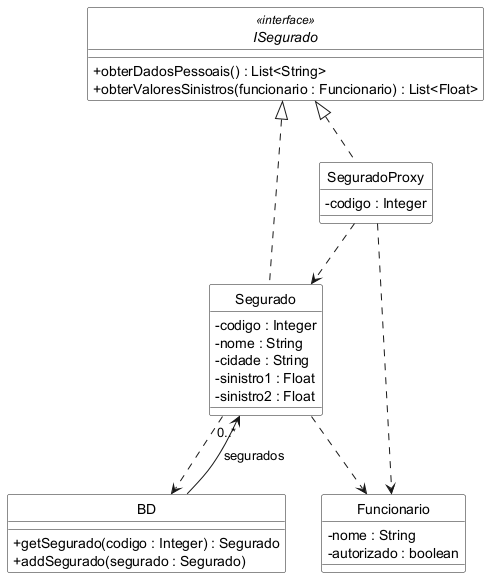 «interface»
ISegurado
+obterDadosPessoais() : List<String>
+obterValoresSinistros(funcionario : Funcionario) : List<Float>
SeguradoProxy
-codigo : Integer
Segurado
-codigo : Integer
-nome : String
-cidade : String
-sinistro1 : Float
-sinistro2 : Float
0..*
segurados
BD
+getSegurado(codigo : Integer) : Segurado
+addSegurado(segurado : Segurado)
Funcionario
-nome : String
-autorizado : boolean